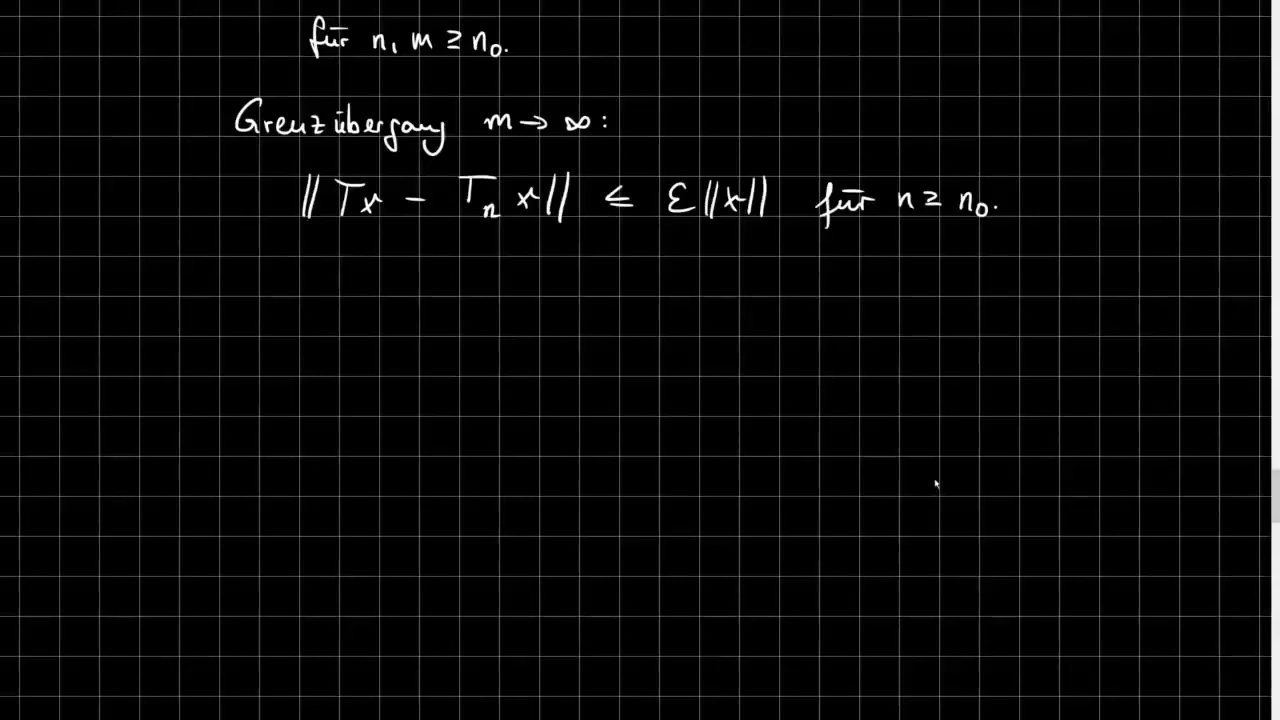 für n, m ≥ n₀.
Grenzübergang m → ∞:
‖Tx − Tₙx‖ ≤ ε‖x‖ für n ≥ n₀.